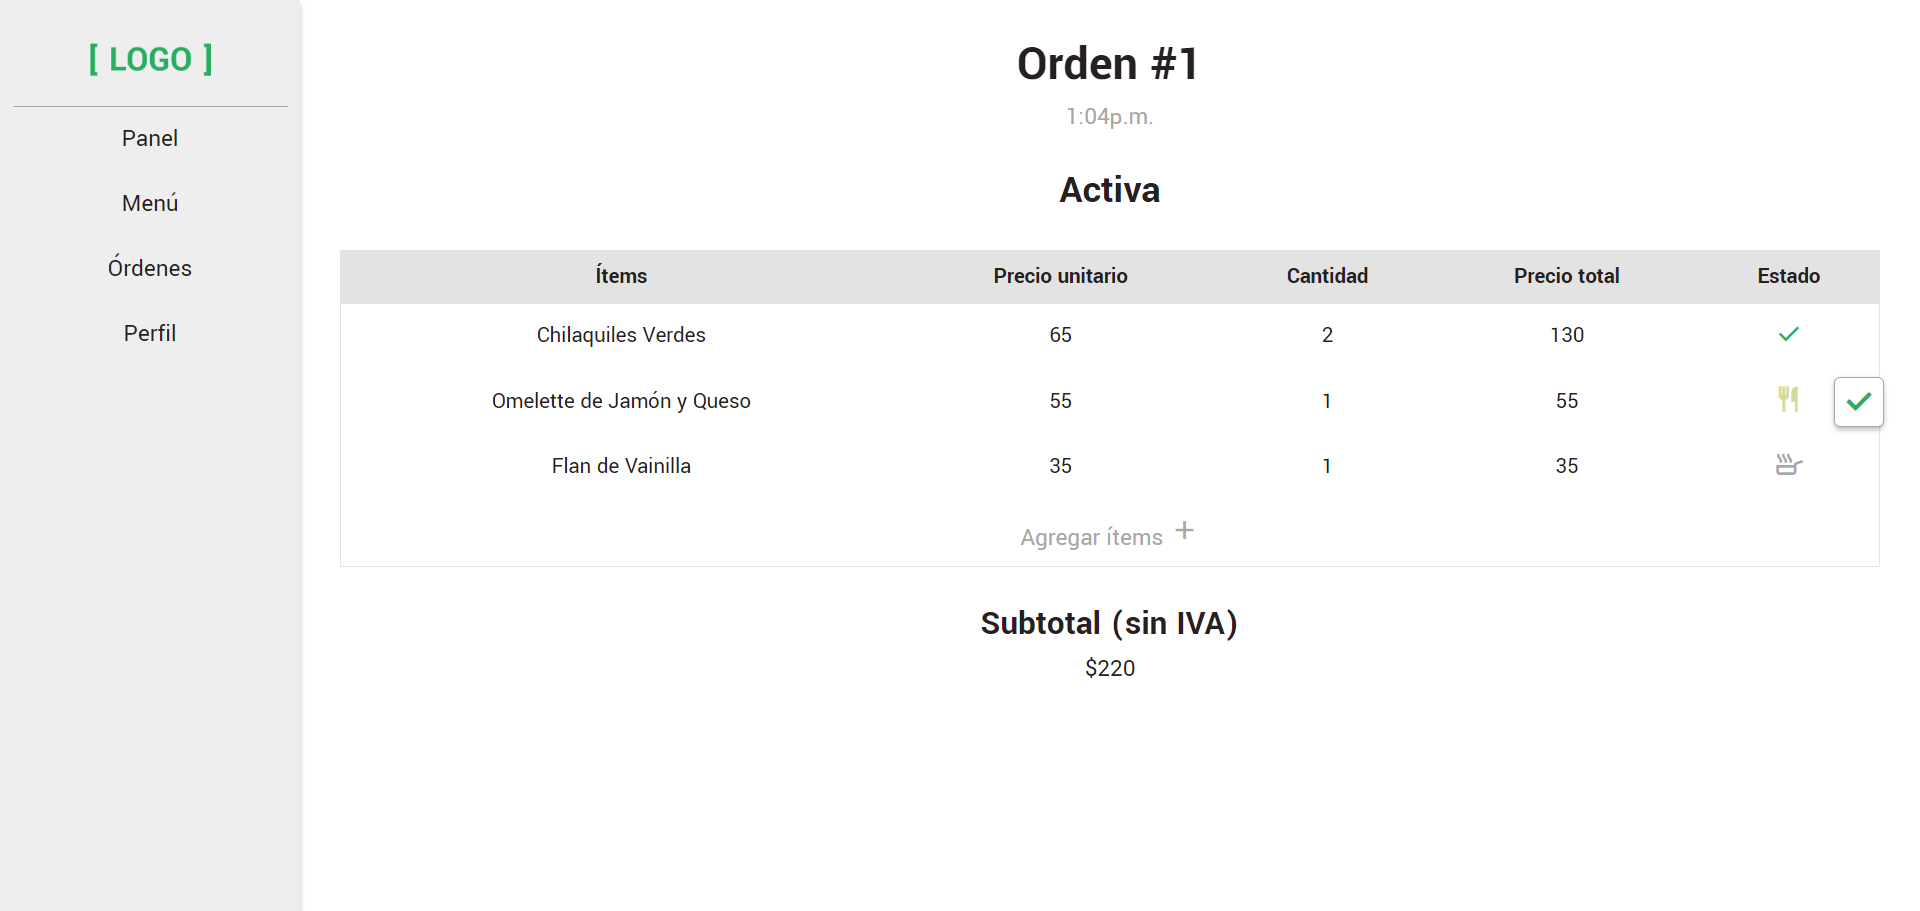 [ LOGO ]
Panel
Menú
Órdenes
Perfil
Orden #1
1:04p.m.
Activa
Ítems Precio unitario Cantidad Precio total Estado
Chilaquiles Verdes 65 2 130
Omelette de Jamón y Queso 55 1 55
Flan de Vainilla 35 1 35
Agregar ítems +
Subtotal (sin IVA)
$220